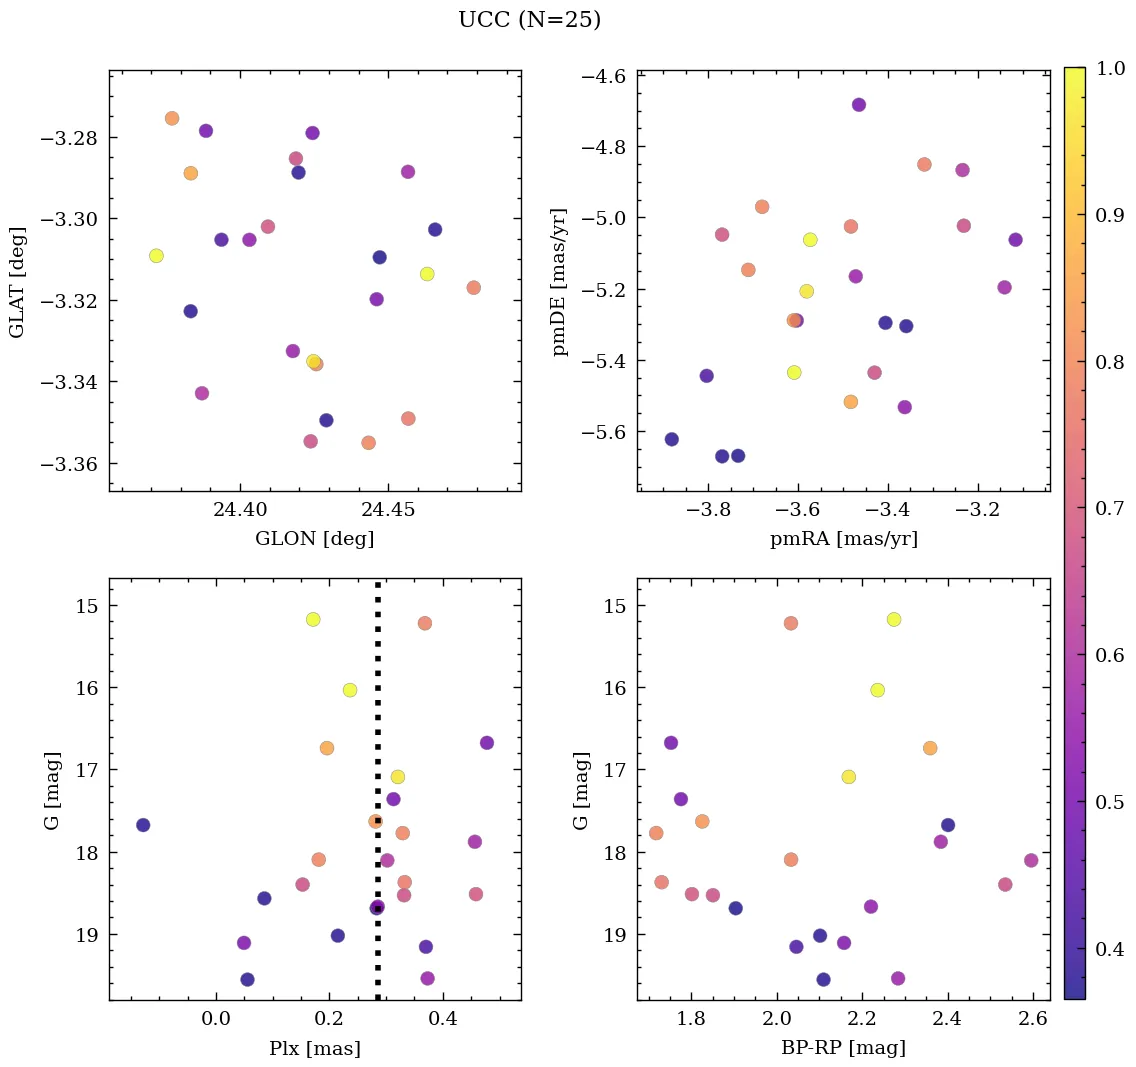 UCC (N=25)
−3.28
−3.30
−3.32
−3.34
−3.36
GLAT [deg]
24.40 24.45
GLON [deg]
−4.6
−4.8
−5.0
−5.2
−5.4
−5.6
pmDE [mas/yr]
−3.8 −3.6 −3.4 −3.2
pmRA [mas/yr]
15
16
17
18
19
G [mag]
0.0 0.2 0.4
Plx [mas]
15
16
17
18
19
G [mag]
1.8 2.0 2.2 2.4 2.6
BP-RP [mag]
1.0
0.9
0.8
0.7
0.6
0.5
0.4